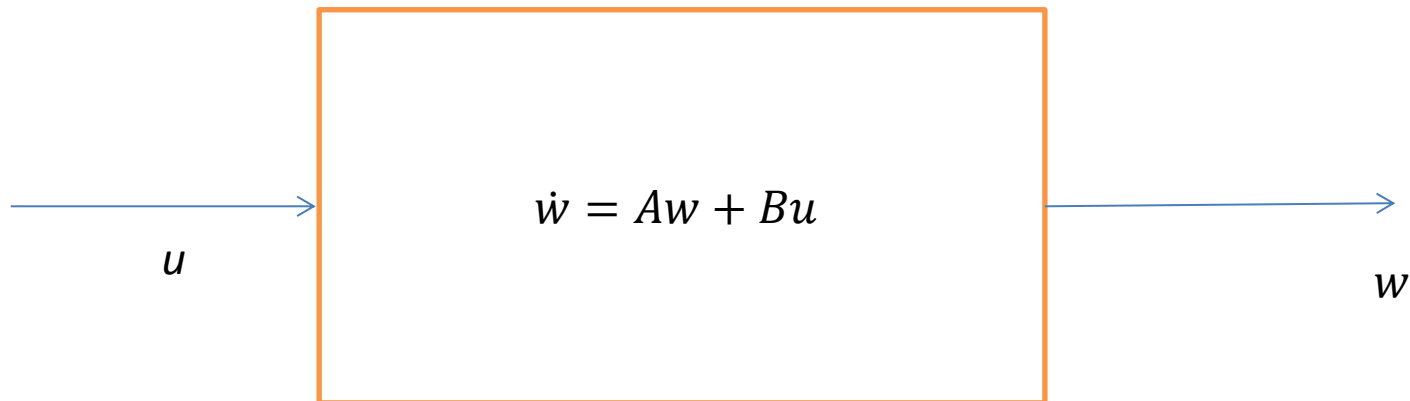 ẇ = Aw + Bu
u
w